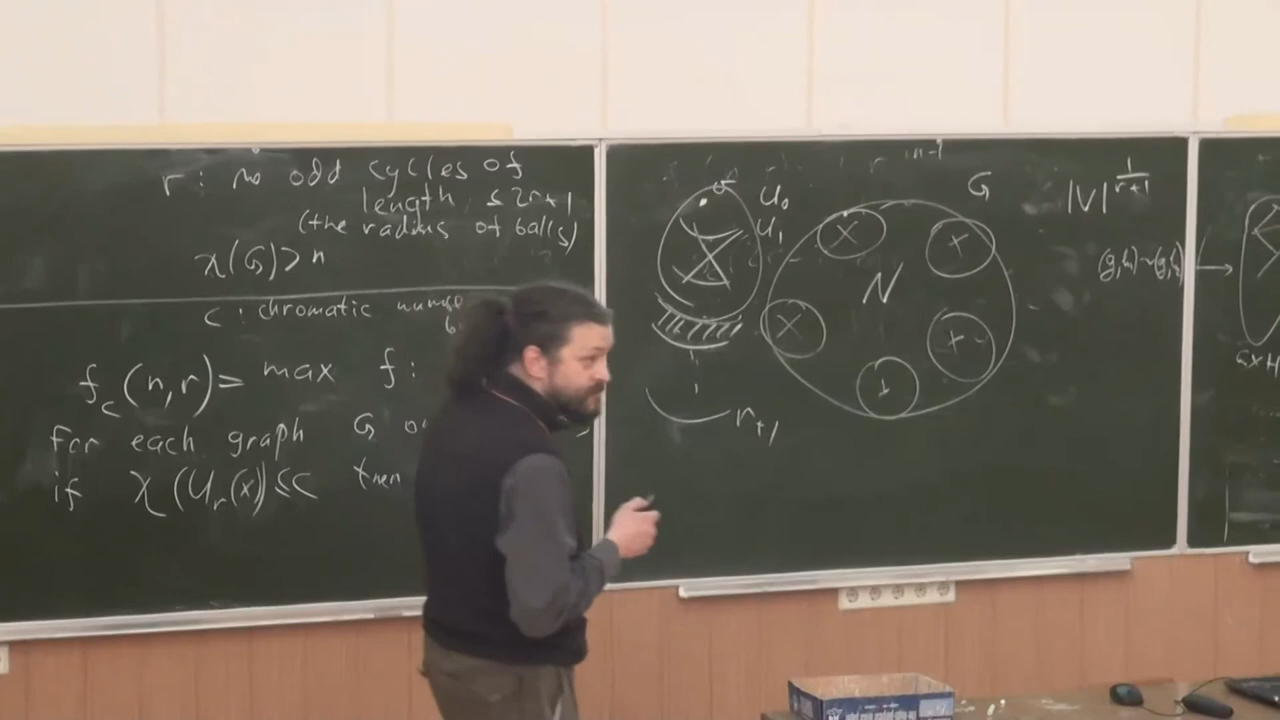 r : no odd cycles of
length ≤ 2r+1
(the radius of balls)
χ(G) > n
c : chromatic
f_c(n,r) = max f :
for each graph G
if χ(U_r(x)) ≤ c then
U_0
U_1
r+1
N
G
|V|^{1/(r+1)}
G×H